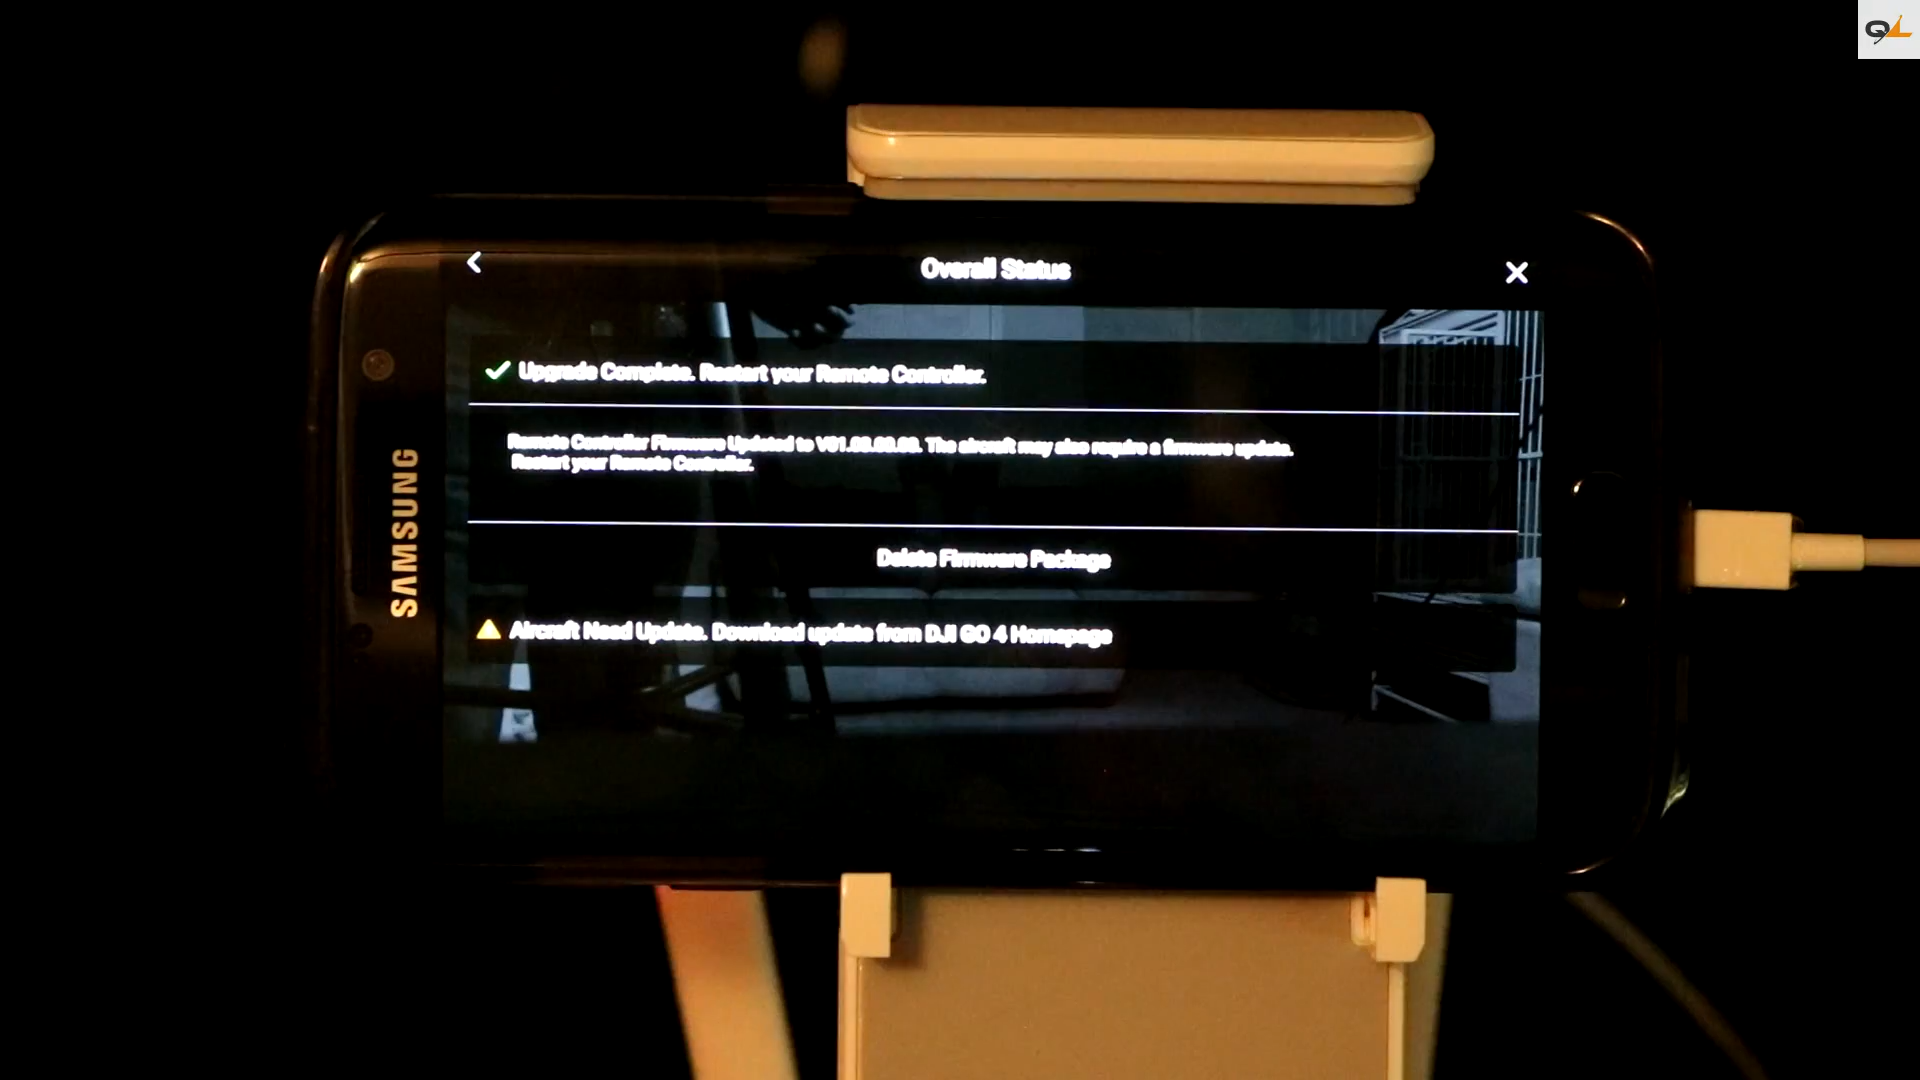 QL
Overall Status
Upgrade Complete. Restart your Remote Controller.
Remote Controller Firmware Updated to The aircraft may also require a firmware update.
Restart your Remote Controller.
Delete Firmware Package
Aircraft Need Update. Download update from DJI GO 4 Homepage
SAMSUNG